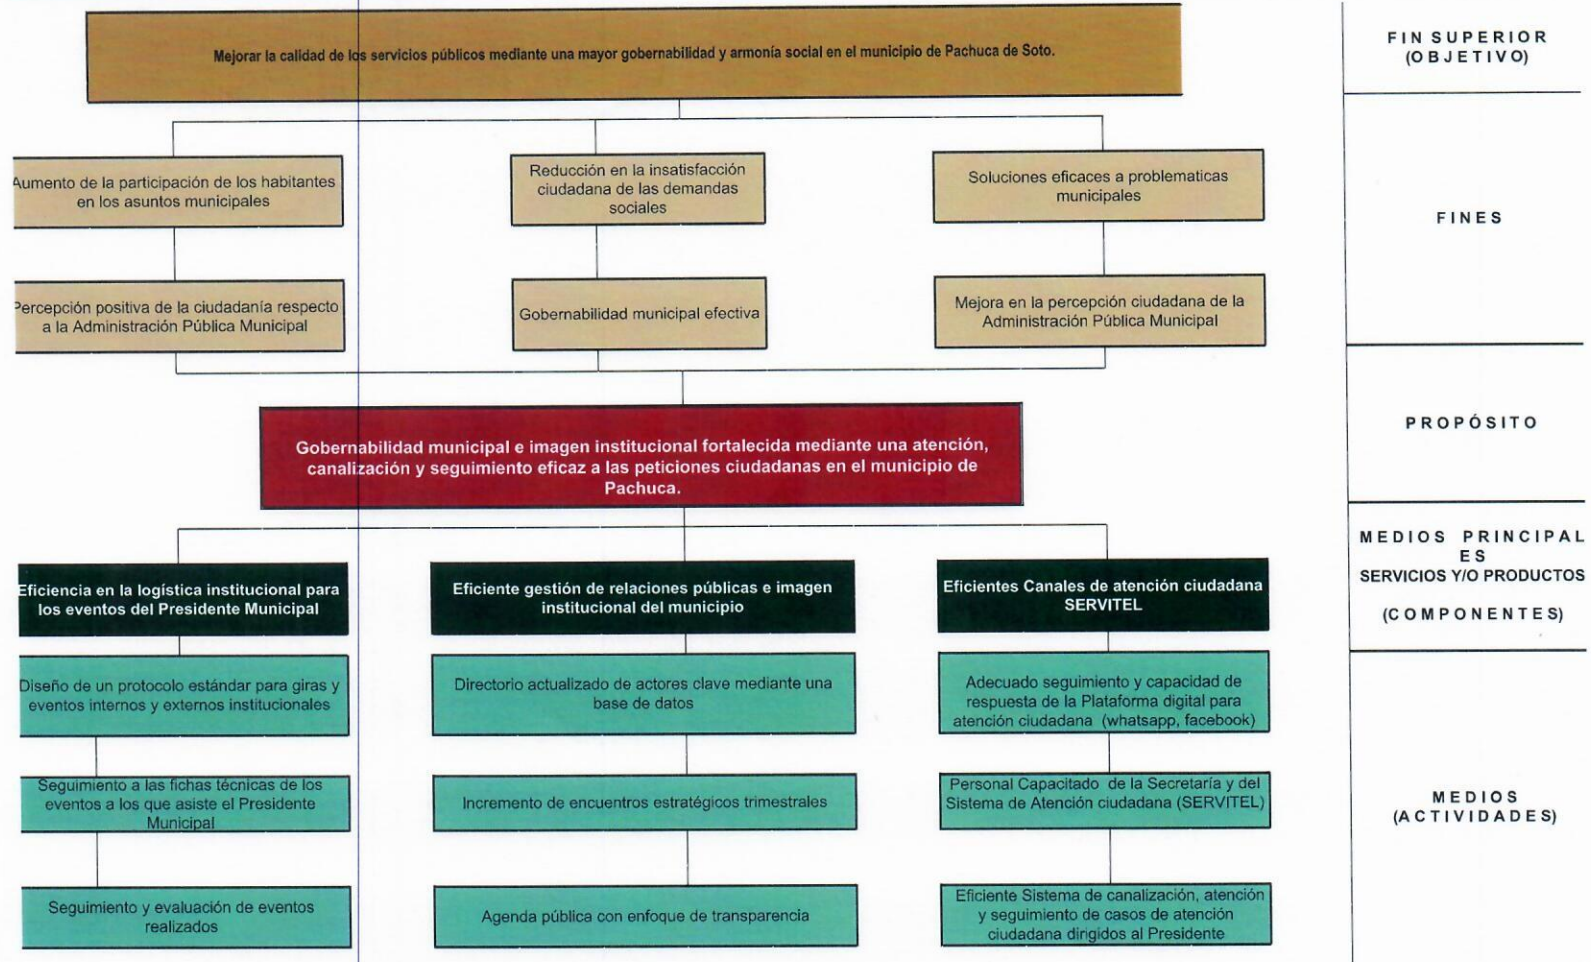 Mejorar la calidad de los servicios públicos mediante una mayor gobernabilidad y armonía social en el municipio de Pachuca de Soto.
FIN SUPERIOR
(OBJETIVO)
Aumento de la participación de los habitantes
en los asuntos municipales
Reducción en la insatisfacción
ciudadana de las demandas
sociales
Soluciones eficaces a problematicas
municipales
FINES
Percepción positiva de la ciudadanía respecto
a la Administración Pública Municipal
Gobernabilidad municipal efectiva
Mejora en la percepción ciudadana de la
Administración Pública Municipal
Gobernabilidad municipal e imagen institucional fortalecida mediante una atención,
canalización y seguimiento eficaz a las peticiones ciudadanas en el municipio de
Pachuca.
PROPÓSITO
Eficiencia en la logística institucional para
los eventos del Presidente Municipal
Eficiente gestión de relaciones públicas e imagen
institucional del municipio
Eficientes Canales de atención ciudadana
SERVITEL
MEDIOS PRINCIPAL
ES
SERVICIOS Y/O PRODUCTOS
(COMPONENTES)
Diseño de un protocolo estándar para giras y
eventos internos y externos institucionales
Directorio actualizado de actores clave mediante una
base de datos
Adecuado seguimiento y capacidad de
respuesta de la Plataforma digital para
atención ciudadana (whatsapp, facebook)
Seguimiento a las fichas técnicas de los
eventos a los que asiste el Presidente
Municipal
Incremento de encuentros estratégicos trimestrales
Personal Capacitado de la Secretaría y del
Sistema de Atención ciudadana (SERVITEL)
MEDIOS
(ACTIVIDADES)
Seguimiento y evaluación de eventos
realizados
Agenda pública con enfoque de transparencia
Eficiente Sistema de canalización, atención
y seguimiento de casos de atención
ciudadana dirigidos al Presidente